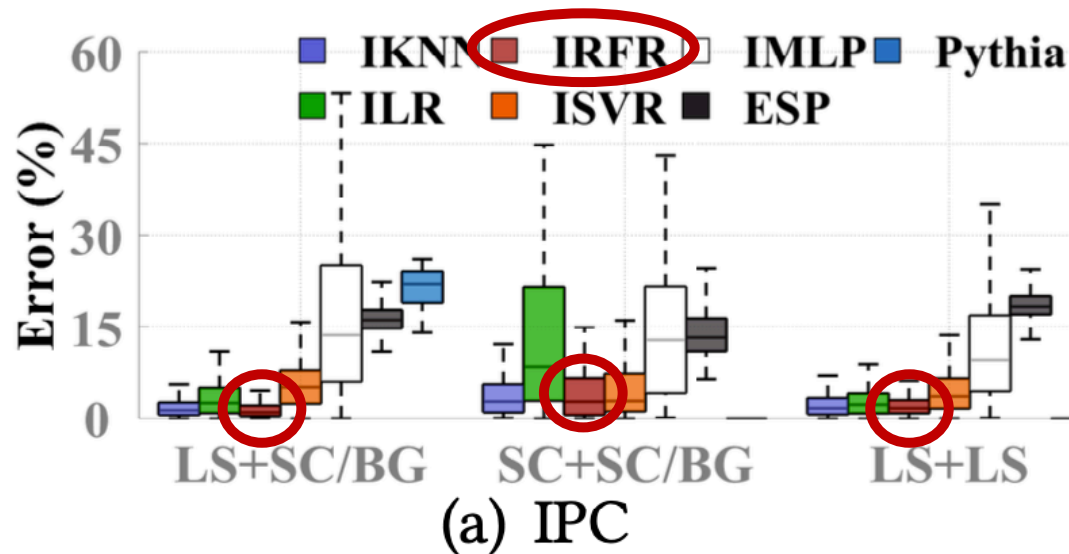 60
IKNN IRFR IMLP Pythia
ILR ISVR ESP
45
30
15
0
Error (%)
LS+SC/BG SC+SC/BG LS+LS
(a) IPC